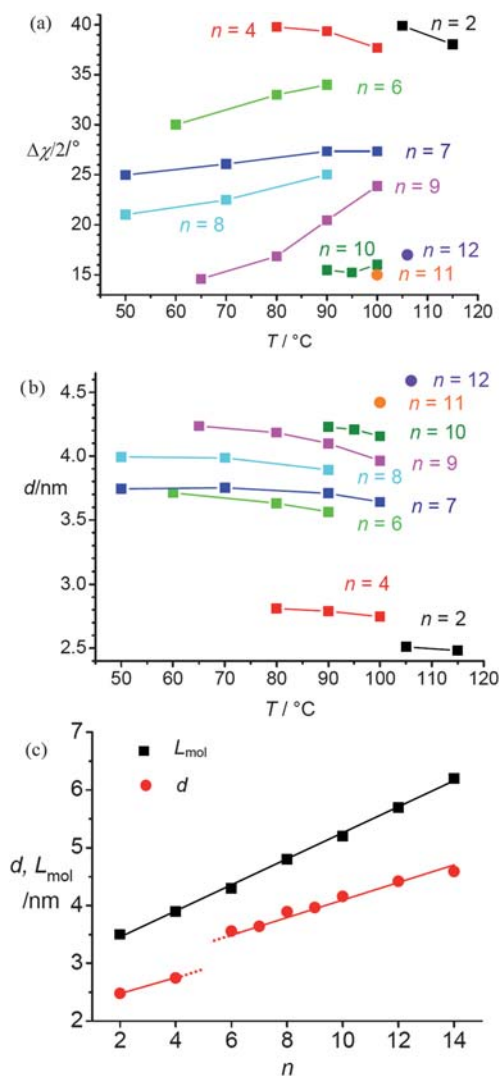 (a)
40
35
30
25
20
15
Δχ/2/°
n = 4
n = 2
n = 6
n = 7
n = 9
n = 8
n = 10
n = 12
n = 11
50 60 70 80 90 100 110 120
T / °C
(b)
4.5
4.0
3.5
3.0
2.5
d/nm
n = 12
n = 11
n = 10
n = 9
n = 8
n = 7
n = 6
n = 4
n = 2
50 60 70 80 90 100 110 120
T / °C
(c)
7
6
5
4
3
2
d, Lmol
/nm
Lmol
d
2 4 6 8 10 12 14
n